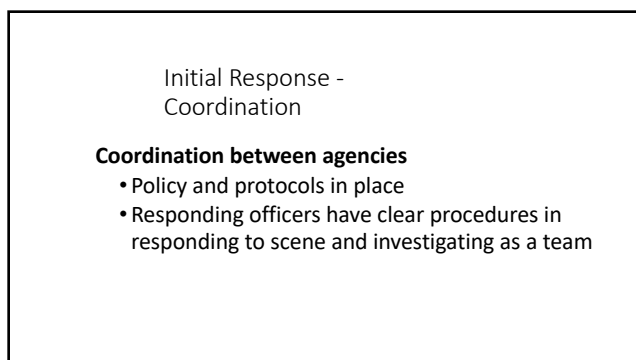 Initial Response -
Coordination
Coordination between agencies
• Policy and protocols in place
• Responding officers have clear procedures in
responding to scene and investigating as a team